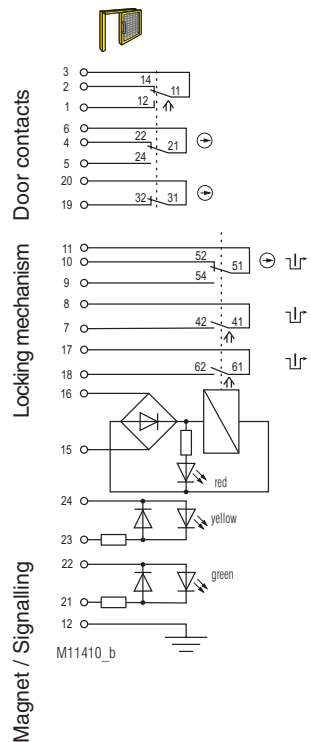 Door contacts
3
2 14
11
1 12
6
4 22
21
5 24
20
19 32 31
Locking mechanism
11
10 52
51
9 54
8
7 42 41
17
18 62 61
16
15
red
Magnet / Signalling
24
yellow
23
22
green
21
12
M11410_b